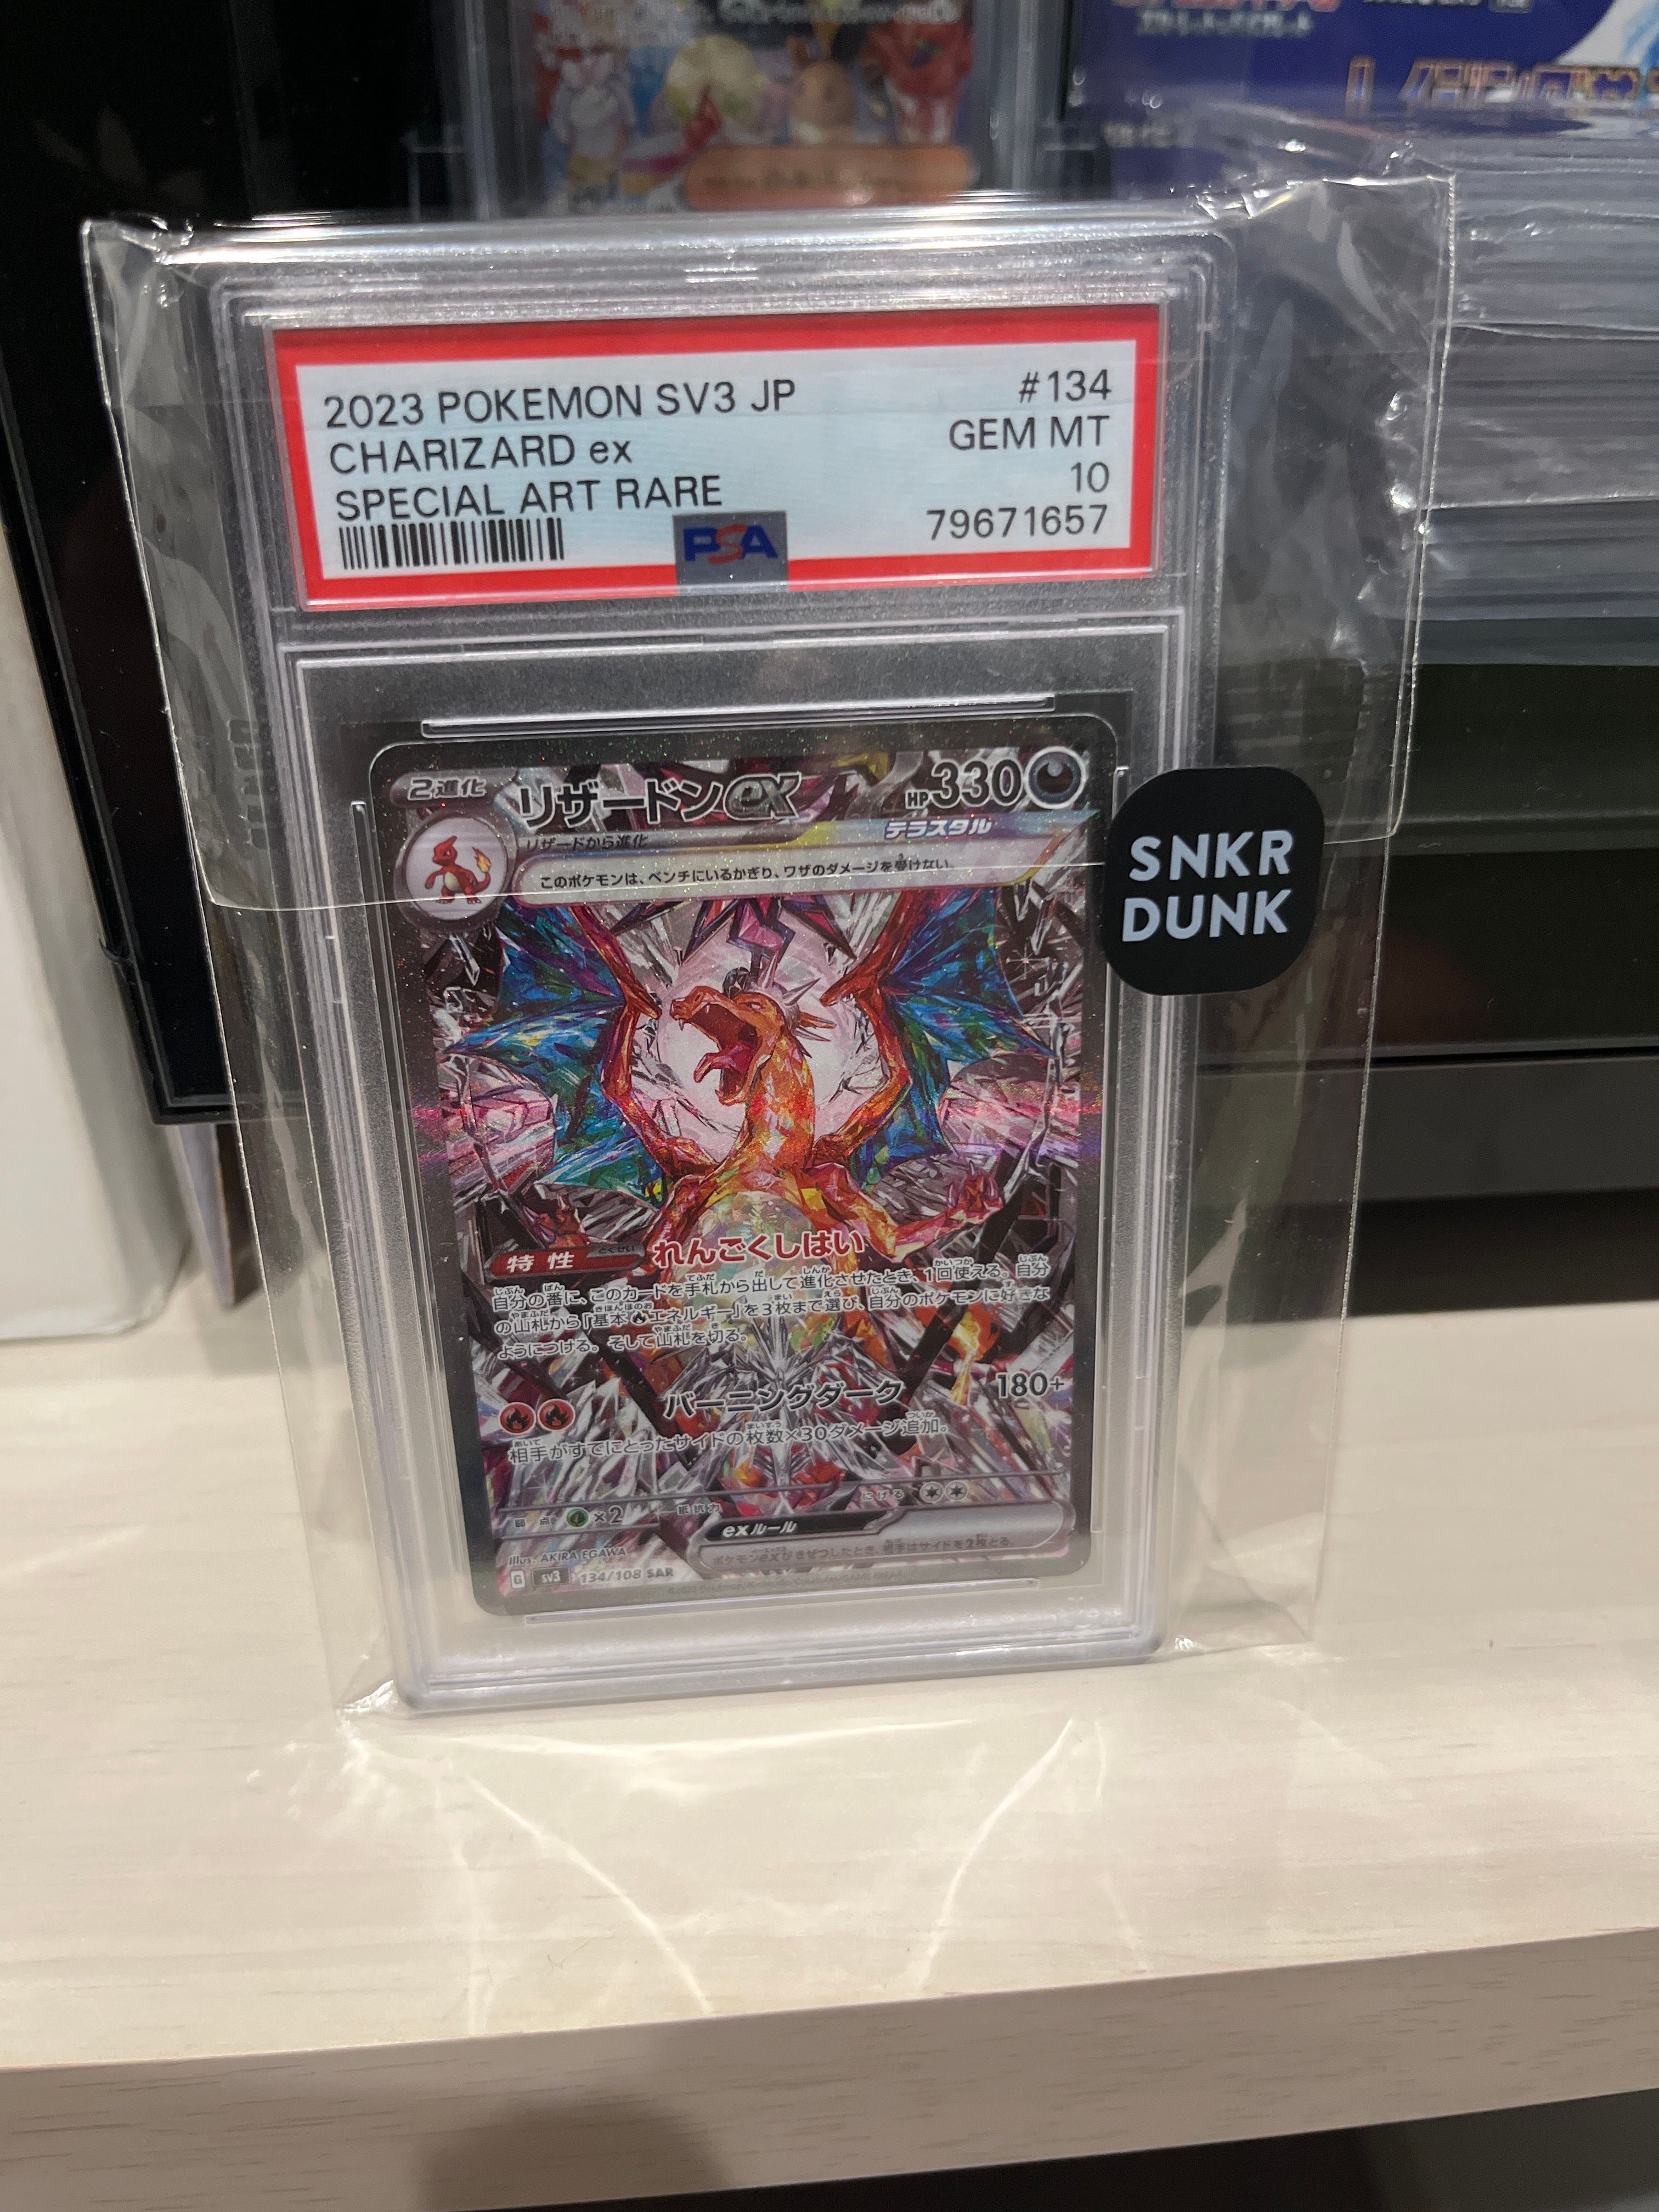 2023 POKEMON SV3 JP #134
CHARIZARD ex GEM MT
SPECIAL ART RARE 10
79671657
PSA
2進化 リザードンex HP330
リザードから進化 テラスタル
このポケモンは、ベンチにいるかぎり、ワザのダメージを受けない。
SNKR
DUNK
特性 れんごくしはい
自分の番に、このカードを手札から出して進化させたとき、1回使える。自分
の山札から「基本エネルギー」を3枚まで選び、自分のポケモンに好きな
ようにつける。そして山札を切る。
バーニングダーク 180+
相手がすでにとったサイドの枚数×30ダメージ追加。
弱点 ×2 抵抗力 にげる
exルール
ポケモンexがきぜつしたとき、相手はサイドを2枚とる。
Illus. AKIRA EGAWA
G sv3 134/108 SAR